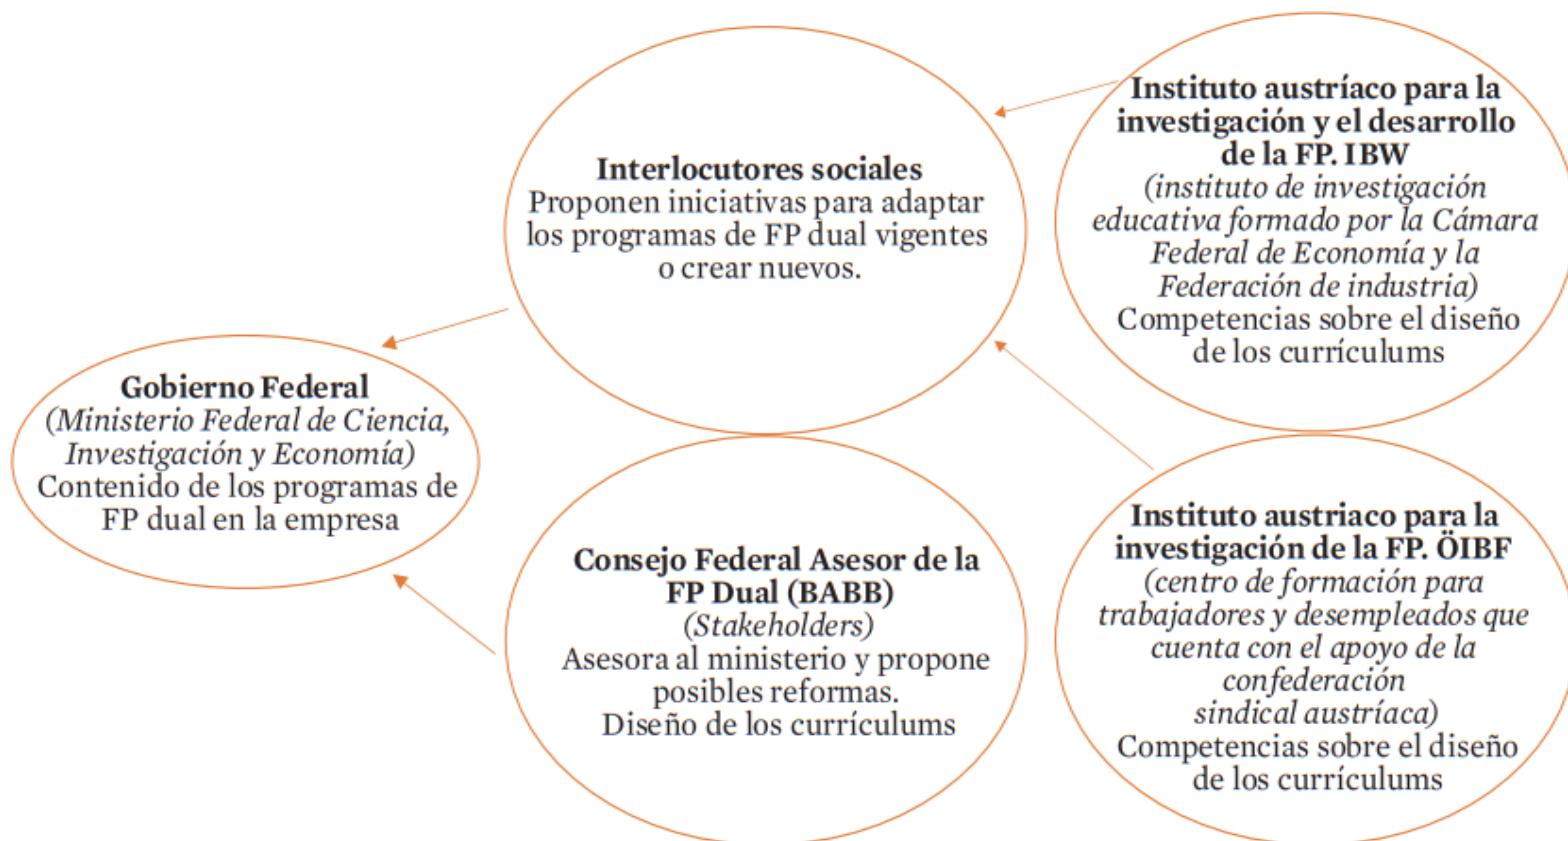 Gobierno Federal
(Ministerio Federal de Ciencia,
Investigación y Economía)
Contenido de los programas de
FP dual en la empresa
Interlocutores sociales
Proponen iniciativas para adaptar
los programas de FP dual vigentes
o crear nuevos.
Consejo Federal Asesor de la
FP Dual (BABB)
(Stakeholders)
Asesora al ministerio y propone
posibles reformas.
Diseño de los currículums
Instituto austríaco para la
investigación y el desarrollo
de la FP. IBW
(instituto de investigación
educativa formado por la Cámara
Federal de Economía y la
Federación de industria)
Competencias sobre el diseño
de los currículums
Instituto austriaco para la
investigación de la FP. ÖIBF
(centro de formación para
trabajadores y desempleados que
cuenta con el apoyo de la
confederación
sindical austríaca)
Competencias sobre el diseño
de los currículums